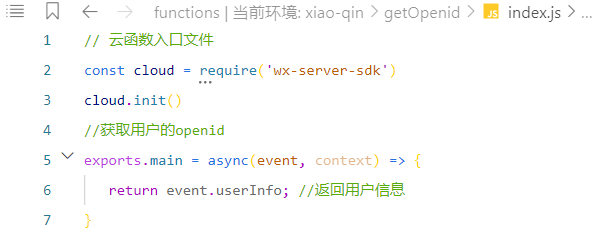 functions | 当前环境: xiao-qin > getOpenid > JS index.js > ...
1 // 云函数入口文件
2 const cloud = require('wx-server-sdk')
3 cloud.init()
4 //获取用户的openid
5 exports.main = async(event, context) => {
6 return event.userInfo; //返回用户信息
7 }